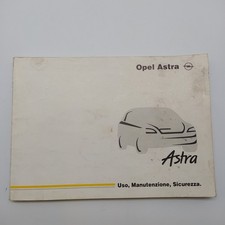 Opel Astra
Astra
Uso, Manutenzione, Sicurezza.